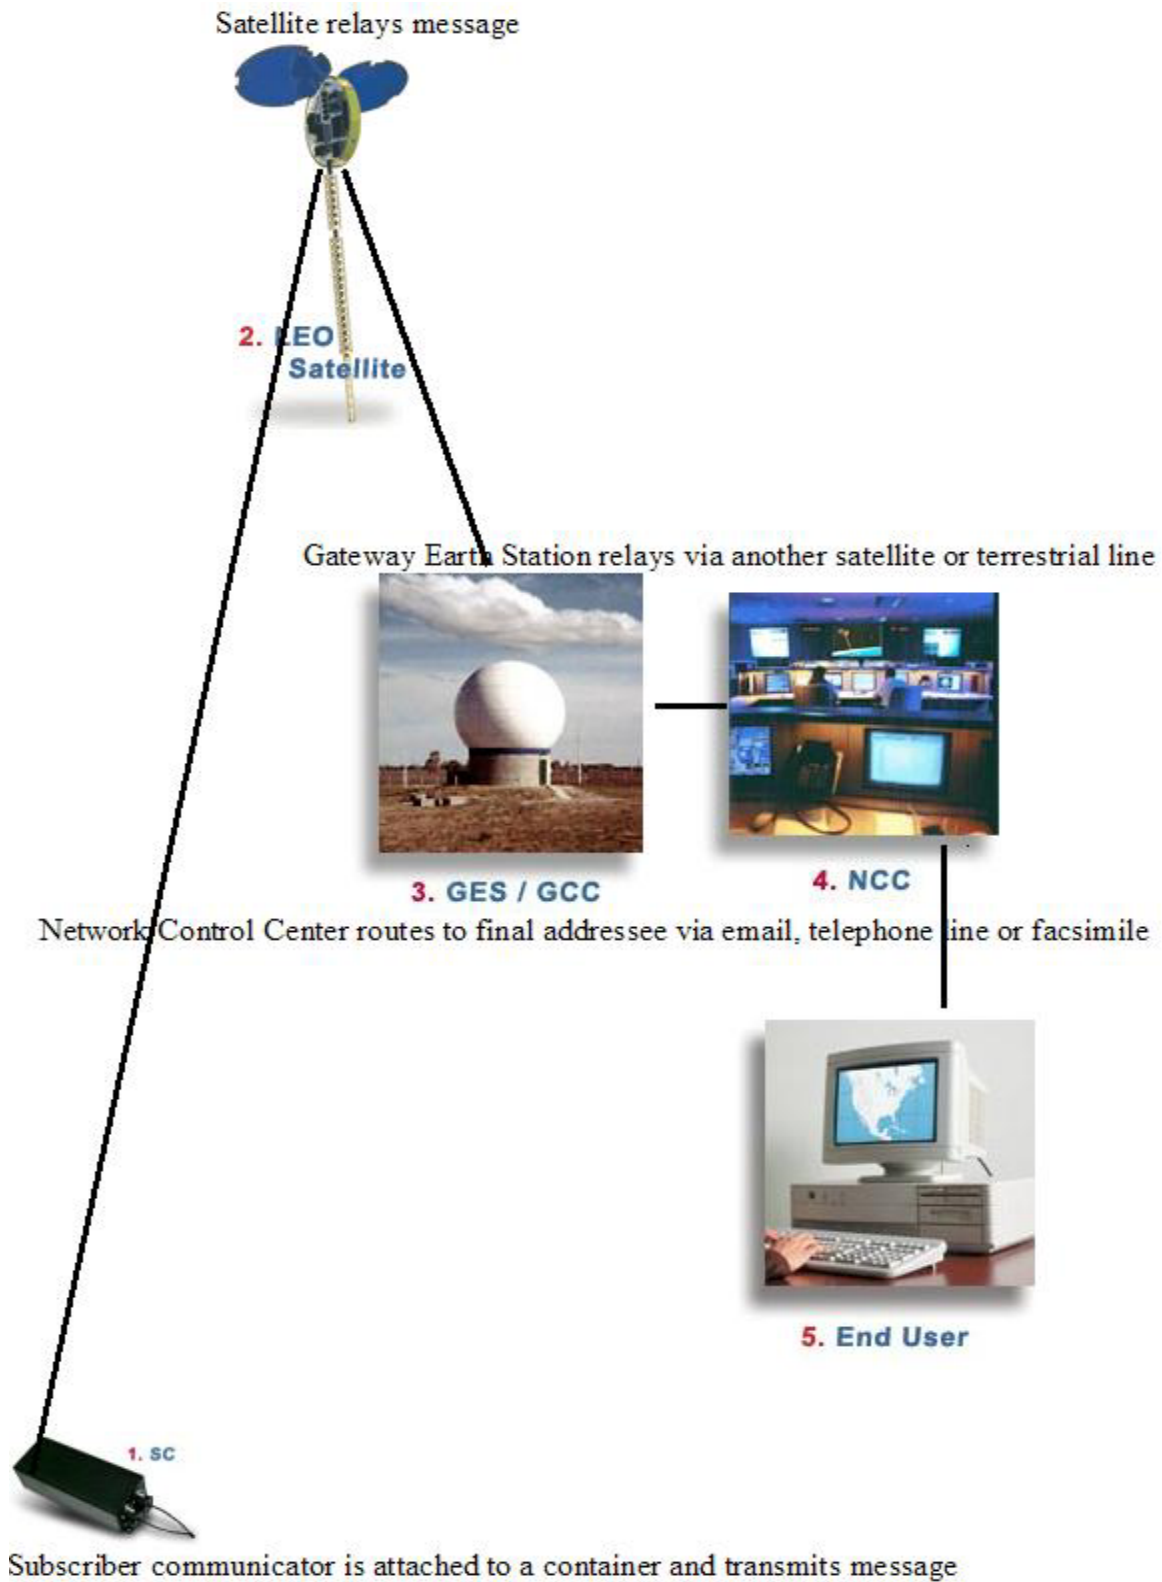 Satellite relays message
2. LEO
Satellite
Gateway Earth Station relays via another satellite or terrestrial line
3. GES / GCC
4. NCC
Network Control Center routes to final addressee via email, telephone line or facsimile
5. End User
1. SC
Subscriber communicator is attached to a container and transmits message